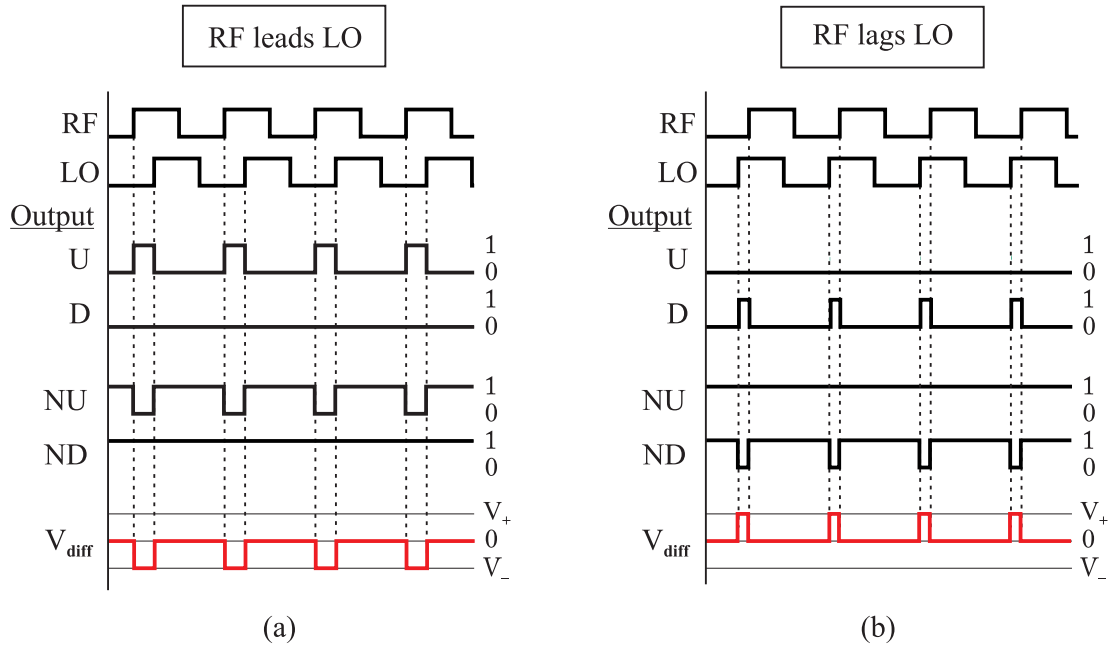 RF leads LO
RF
LO
Output
U
1
0
D
1
0
NU
1
0
ND
1
0
V+
Vdiff
0
V−
(a)
RF lags LO
RF
LO
Output
U
1
0
D
1
0
NU
1
0
ND
1
0
V+
Vdiff
0
V−
(b)